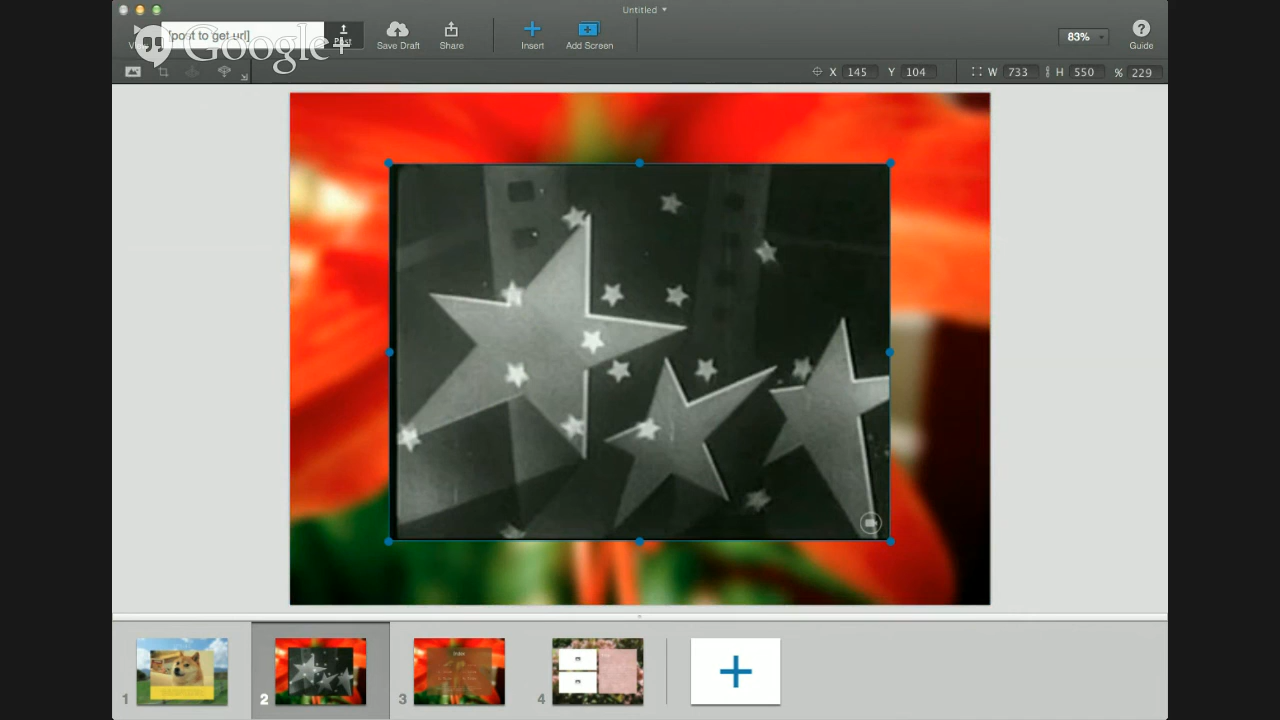 Untitled
[post to get url]
Google+
Save Draft
Share
Insert
Add Screen
83%
Guide
X 145 Y 104
W 733 H 550 % 229
1
2
3
4